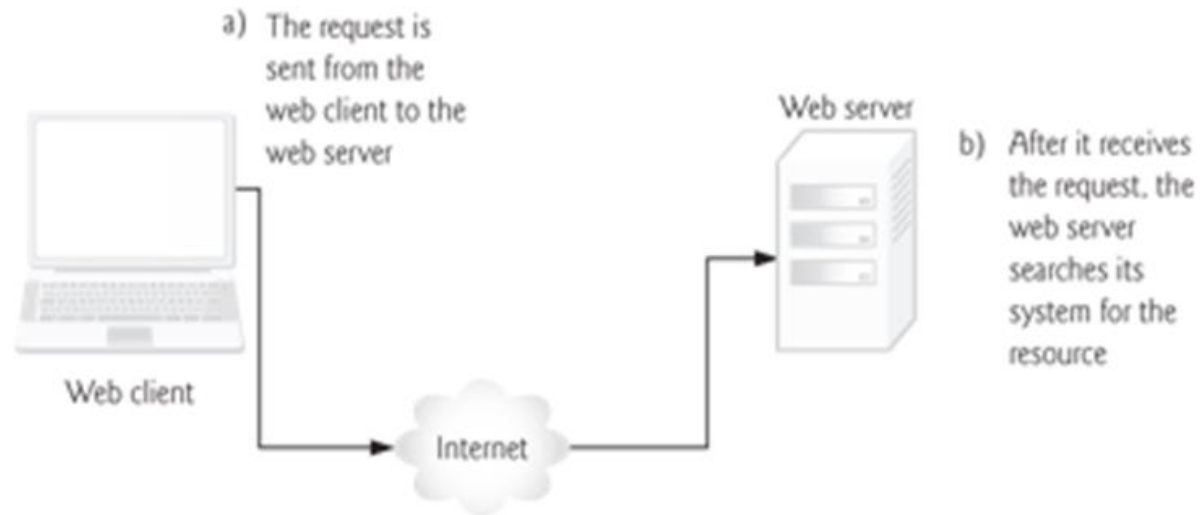 a) The request is
sent from the
web client to the
web server
Web server
b) After it receives
the request, the
web server
searches its
system for the
resource
Web client
Internet